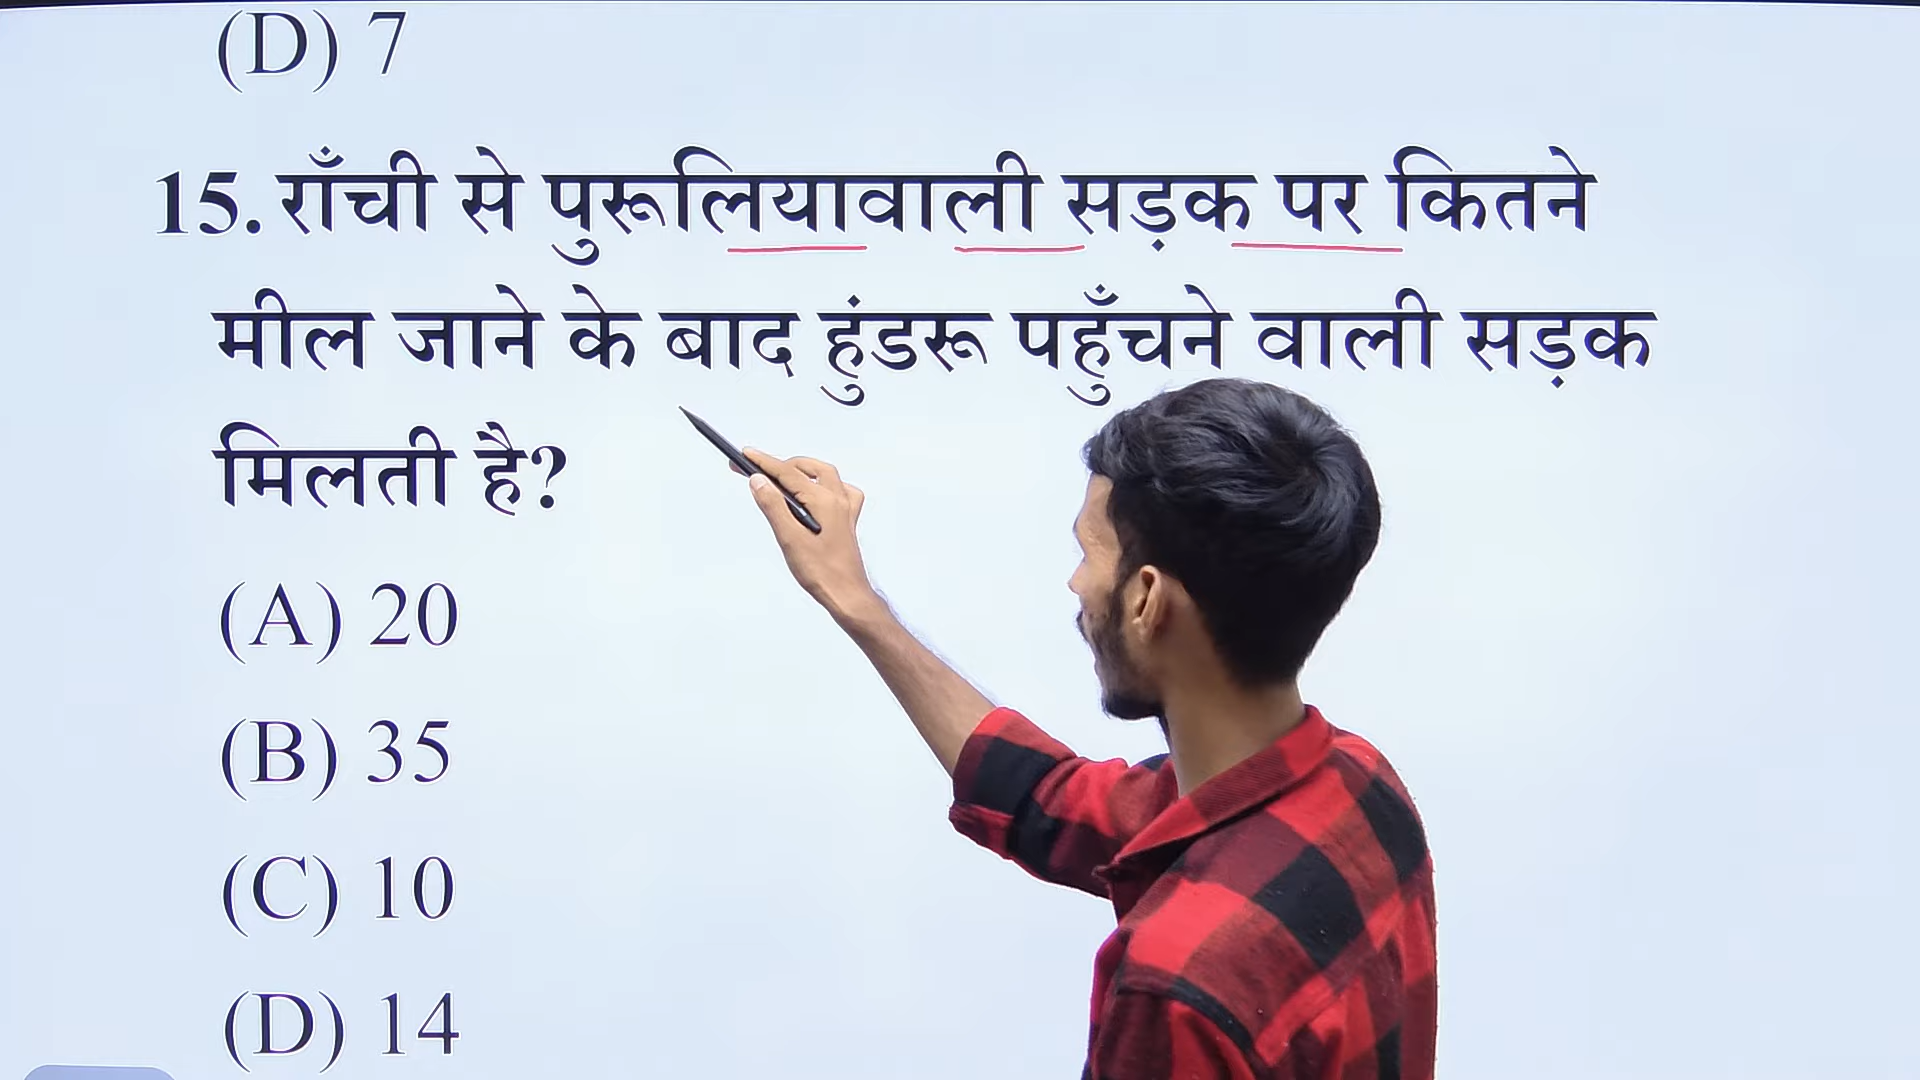 (D) 7
15. राँची से पुरूलियावाली सड़क पर कितने
मील जाने के बाद हुंडरू पहुँचने वाली सड़क
मिलती है?
(A) 20
(B) 35
(C) 10
(D) 14